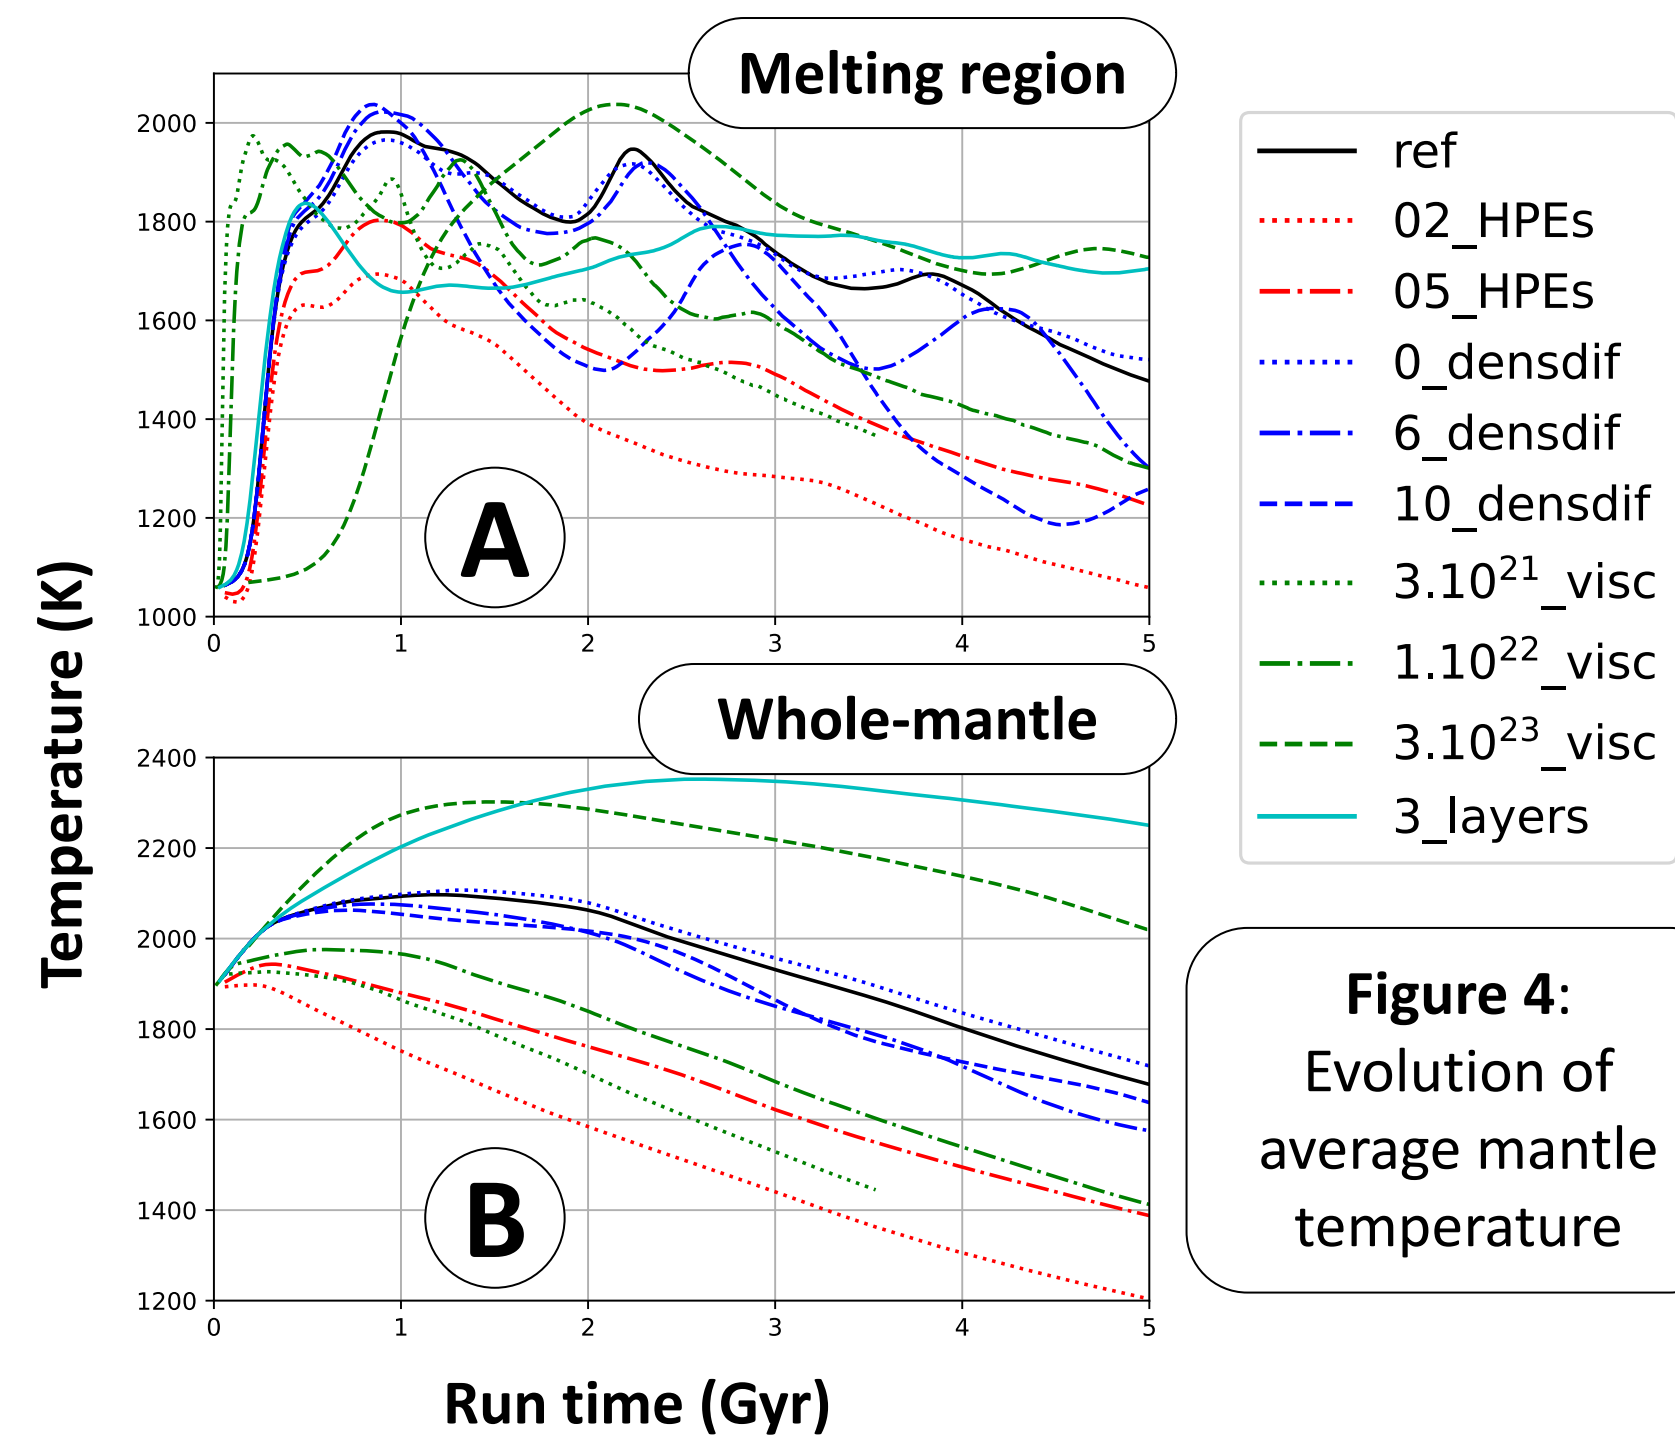 Melting region
2000
1800
1600
1400
1200
1000
0 1 2 3 4 5
A
Temperature (K)
Whole-mantle
2400
2200
2000
1800
1600
1400
1200
0 1 2 3 4 5
B
Run time (Gyr)
ref
02_HPEs
05_HPEs
0_densdif
6_densdif
10_densdif
3.10²¹_visc
1.10²²_visc
3.10²³_visc
3_layers
Figure 4:
Evolution of
average mantle
temperature